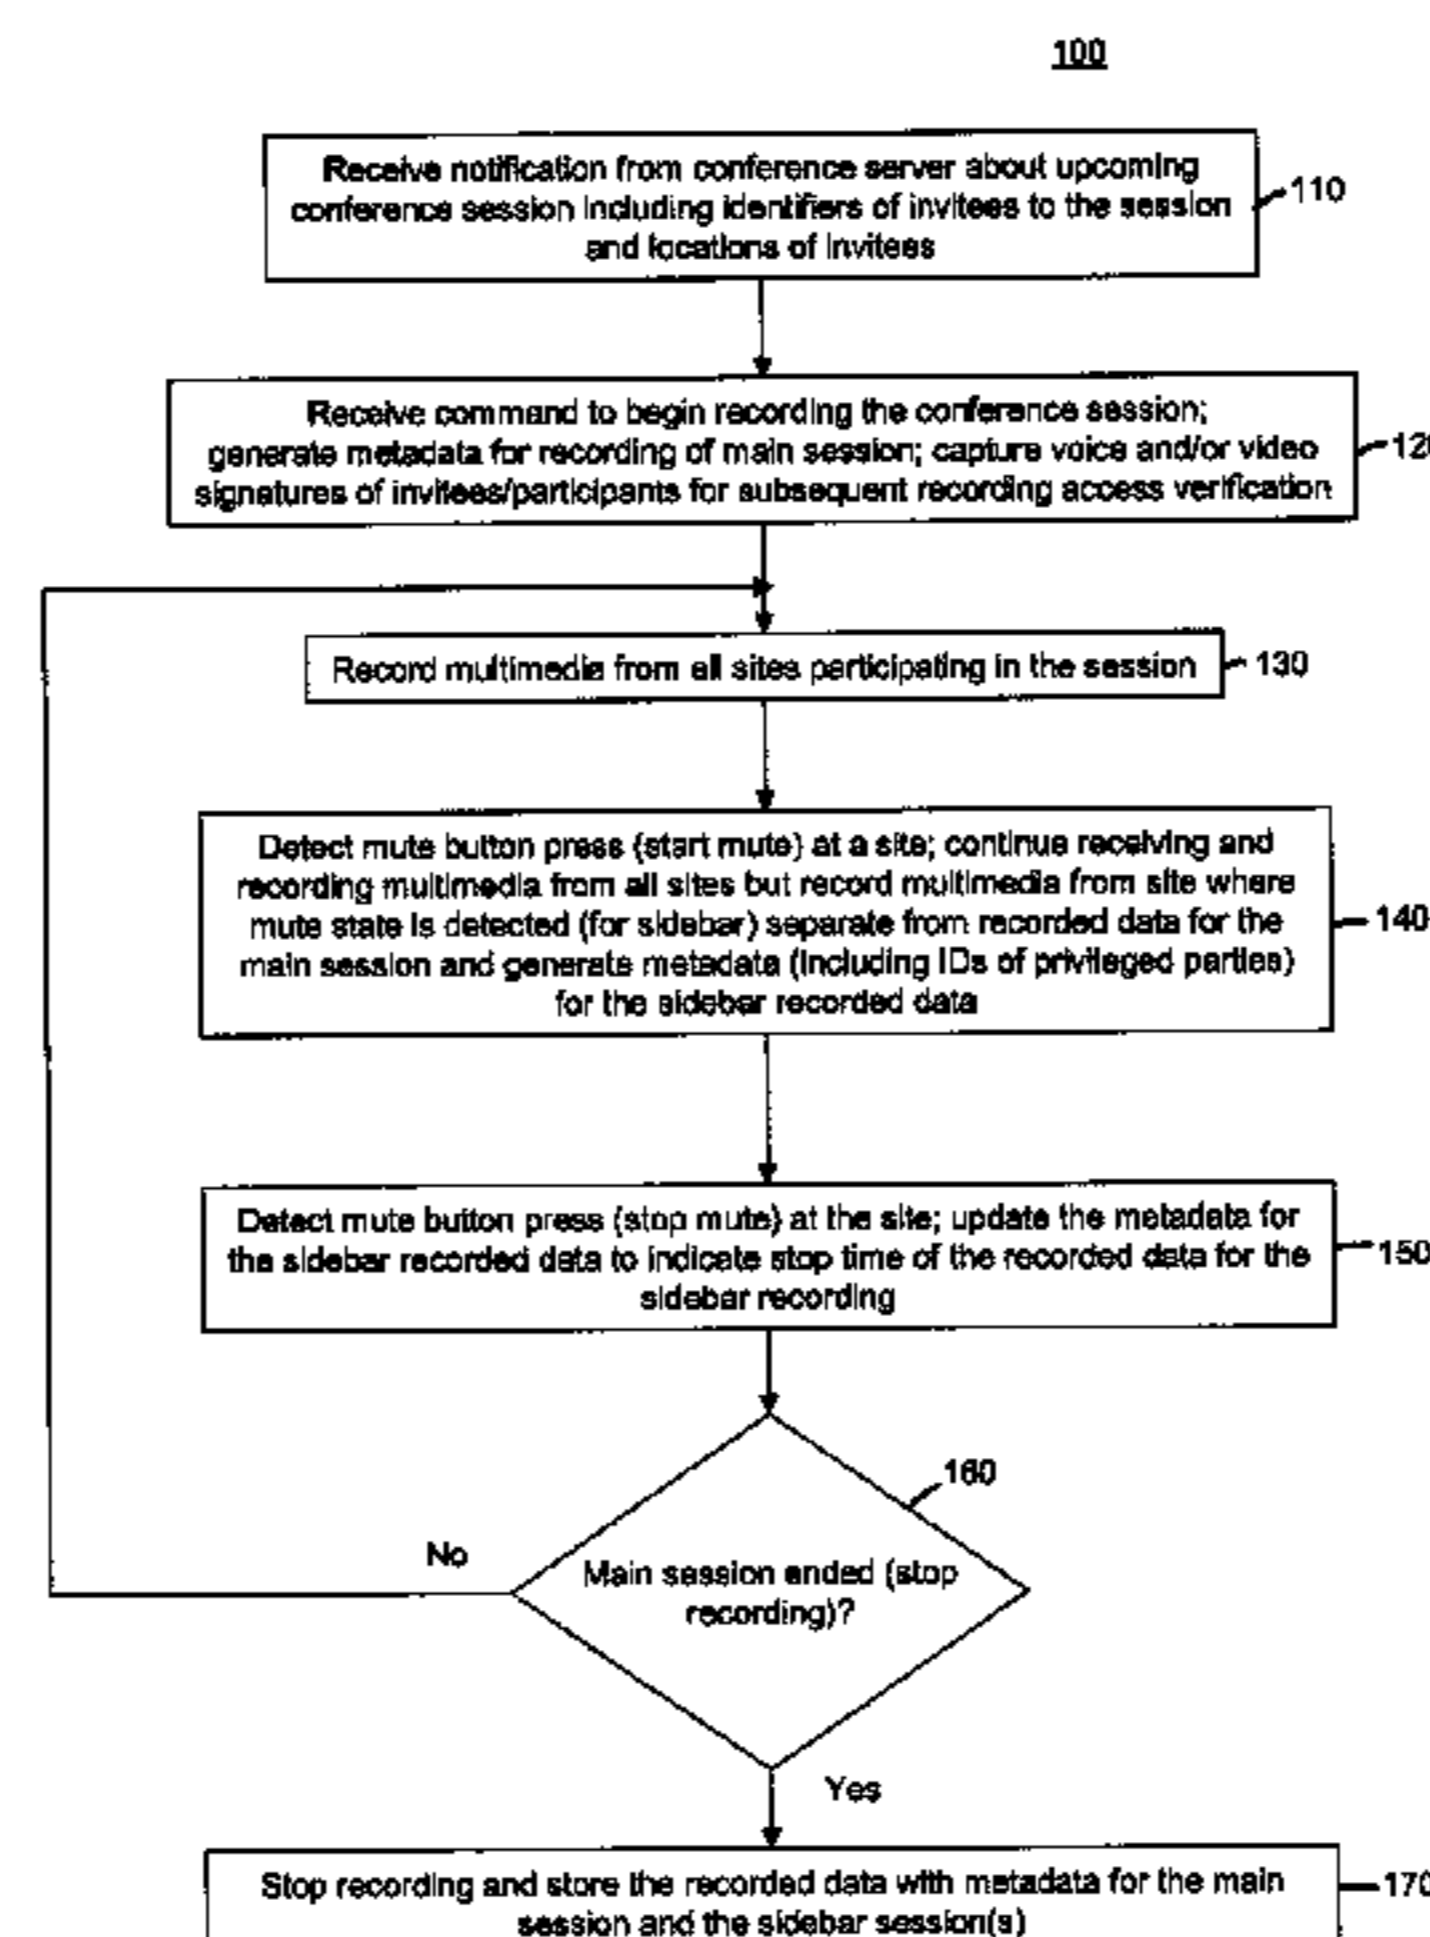 100
Receive notification from conference server about upcoming
conference session including identifiers of invitees to the session
and locations of invitees
110
Receive command to begin recording the conference session;
generate metadata for recording of main session; capture voice and/or video
signatures of invitees/participants for subsequent recording access verification
120
Record multimedia from all sites participating in the session
130
Detect mute button press (start mute) at a site; continue receiving and
recording multimedia from all sites but record multimedia from site where
mute state is detected (for sidebar) separate from recorded data for the
main session and generate metadata (including IDs of privileged parties)
for the sidebar recorded data
140
Detect mute button press (stop mute) at the site; update the metadata for
the sidebar recorded data to indicate stop time of the recorded data for the
sidebar recording
150
160
No
Main session ended (stop
recording)?
Yes
Stop recording and store the recorded data with metadata for the main
session and the sidebar session(s)
170